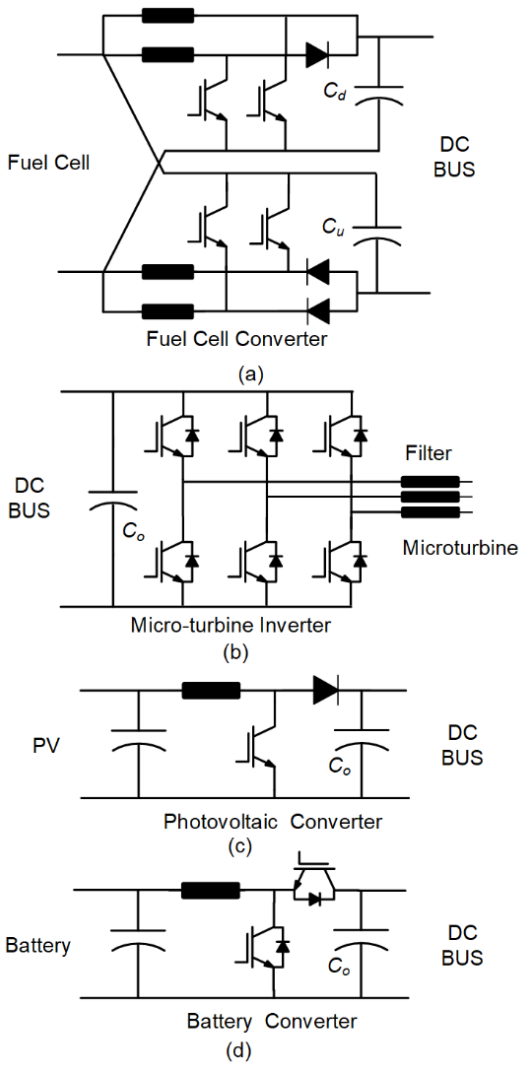 C_d
Fuel Cell
DC
BUS
C_u
Fuel Cell Converter
(a)
DC
BUS
C_o
Filter
Microturbine
Micro-turbine Inverter
(b)
PV
C_o
DC
BUS
Photovoltaic Converter
(c)
Battery
C_o
DC
BUS
Battery Converter
(d)